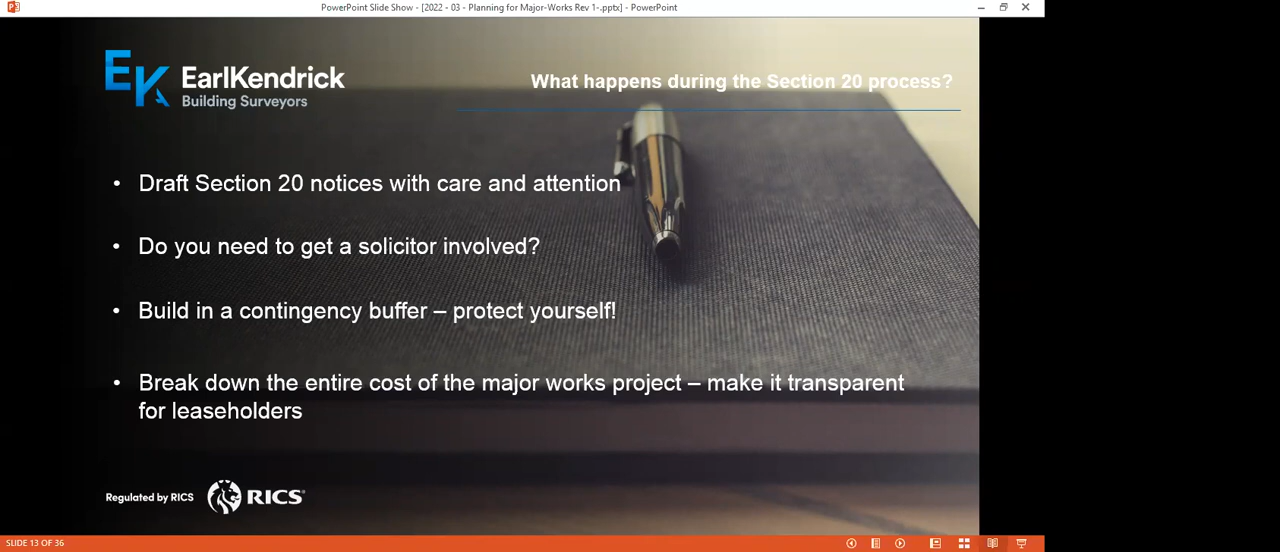 PowerPoint Slide Show - [2022 - 03 - Planning for Major-Works Rev 1-.pptx] - PowerPoint
EK EarlKendrick
Building Surveyors
What happens during the Section 20 process?
• Draft Section 20 notices with care and attention
• Do you need to get a solicitor involved?
• Build in a contingency buffer – protect yourself!
• Break down the entire cost of the major works project – make it transparent
for leaseholders
Regulated by RICS RICS
SLIDE 13 OF 36